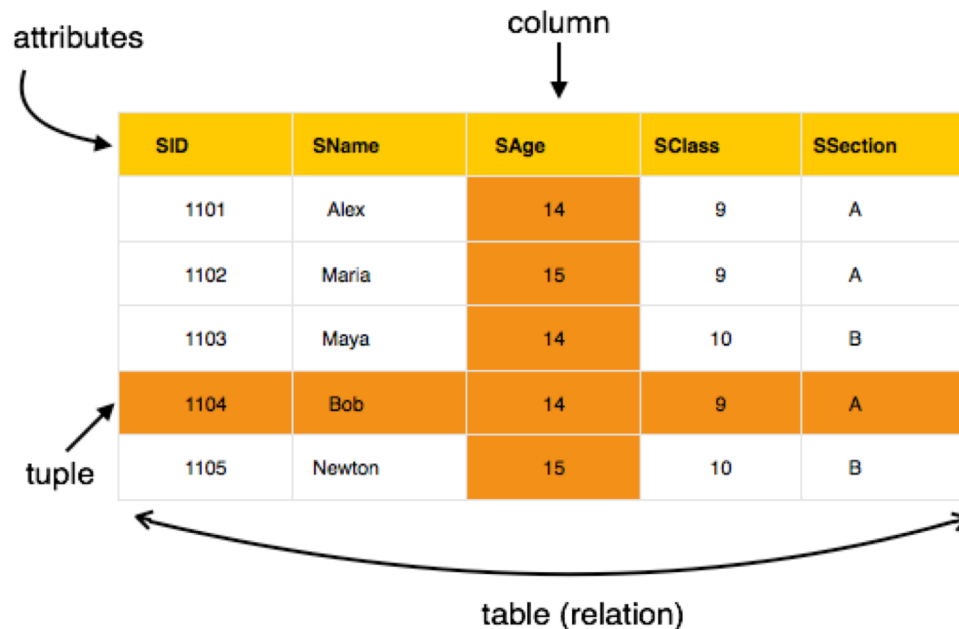 column
attributes
SID SName SAge SClass SSection
1101 Alex 14 9 A
1102 Maria 15 9 A
1103 Maya 14 10 B
1104 Bob 14 9 A
tuple
1105 Newton 15 10 B
table (relation)